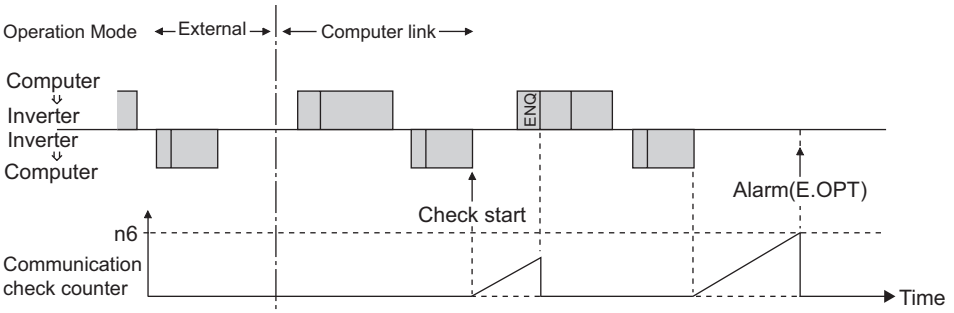 Operation Mode
External
Computer link
Computer
Inverter
ENQ
Inverter
Computer
Alarm(E.OPT)
Check start
n6
Communication
check counter
Time